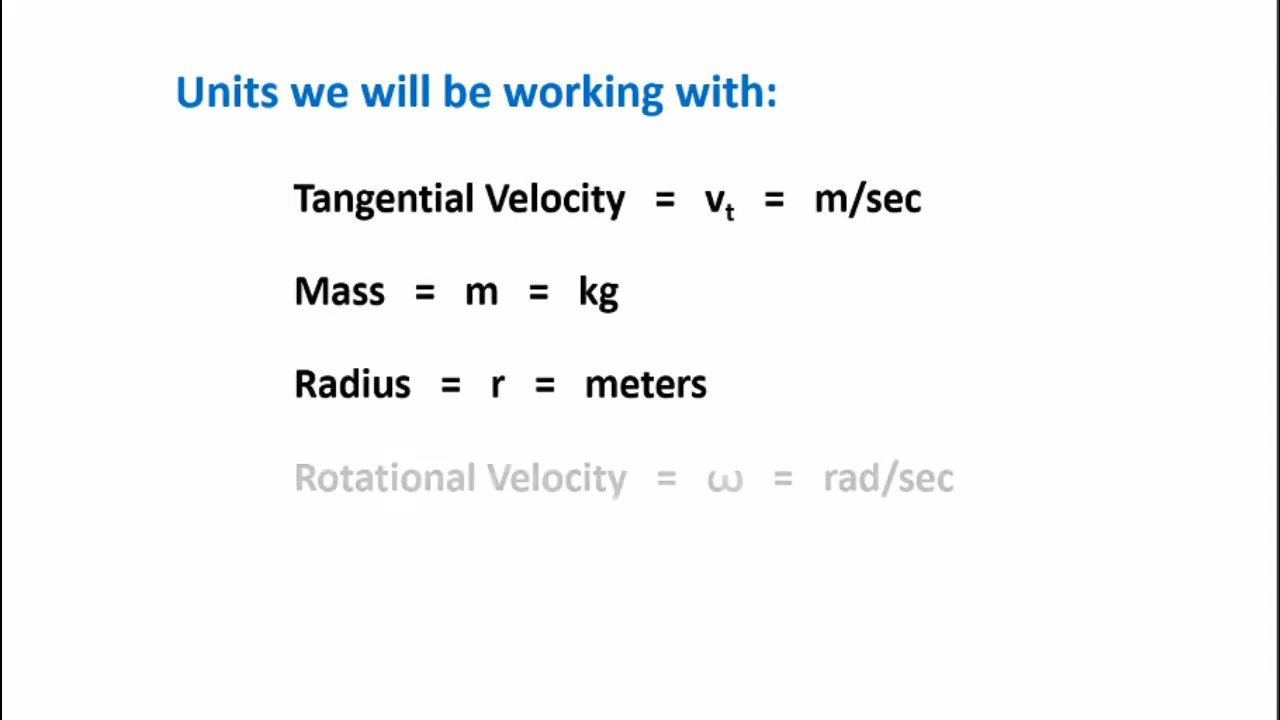 Units we will be working with:
Tangential Velocity = vₜ = m/sec
Mass = m = kg
Radius = r = meters
Rotational Velocity = ω = rad/sec